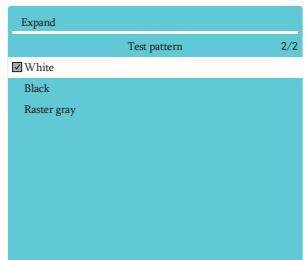 Expand
Test pattern 2/2
White
Black
Raster gray